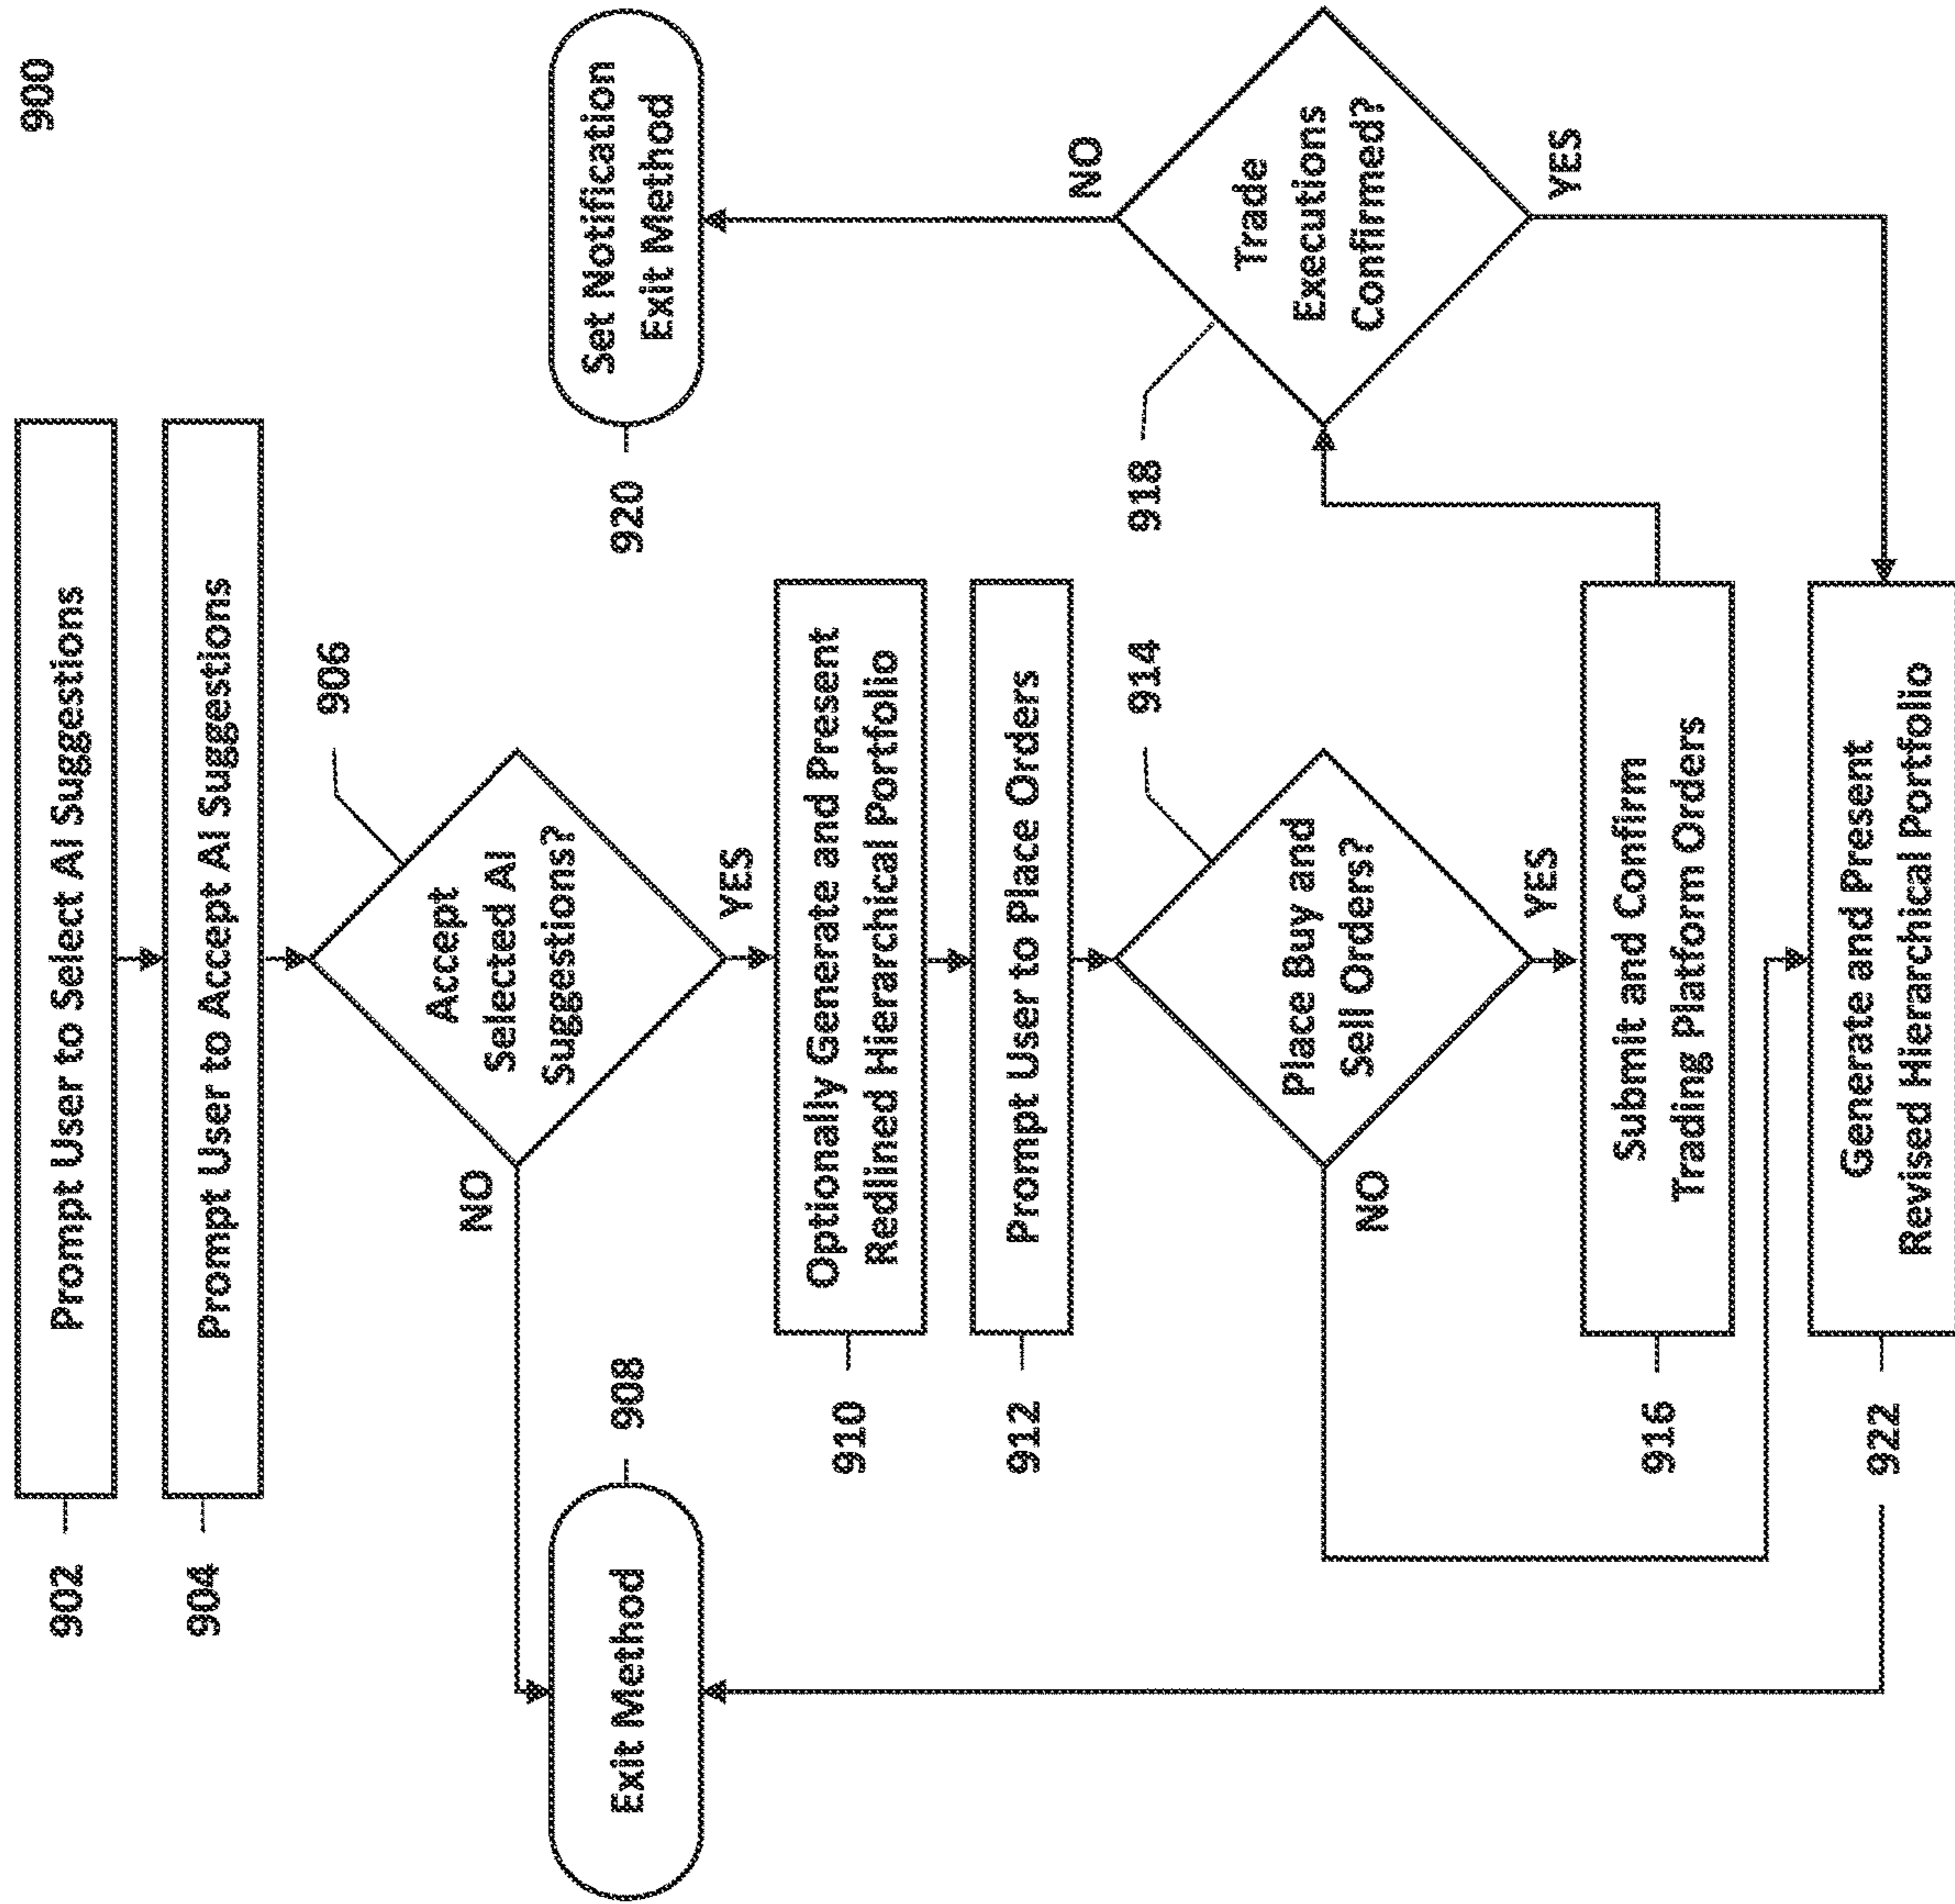 900
902
Prompt User to Select AI Suggestions
904
Prompt User to Accept AI Suggestions
906
Accept
Selected AI
Suggestions?
NO
YES
908
Exit Method
920
Set Notification
Exit Method
910
Optionally Generate and Present
Redlined Hierarchical Portfolio
912
Prompt User to Place Orders
914
Place Buy and
Sell Orders?
NO
YES
918
Trade
Executions
Confirmed?
NO
YES
916
Submit and Confirm
Trading Platform Orders
922
Generate and Present
Revised Hierarchical Portfolio